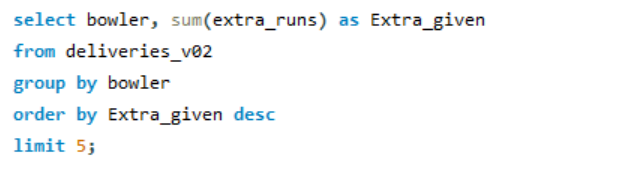 select bowler, sum(extra_runs) as Extra_given
from deliveries_v02
group by bowler
order by Extra_given desc
limit 5;